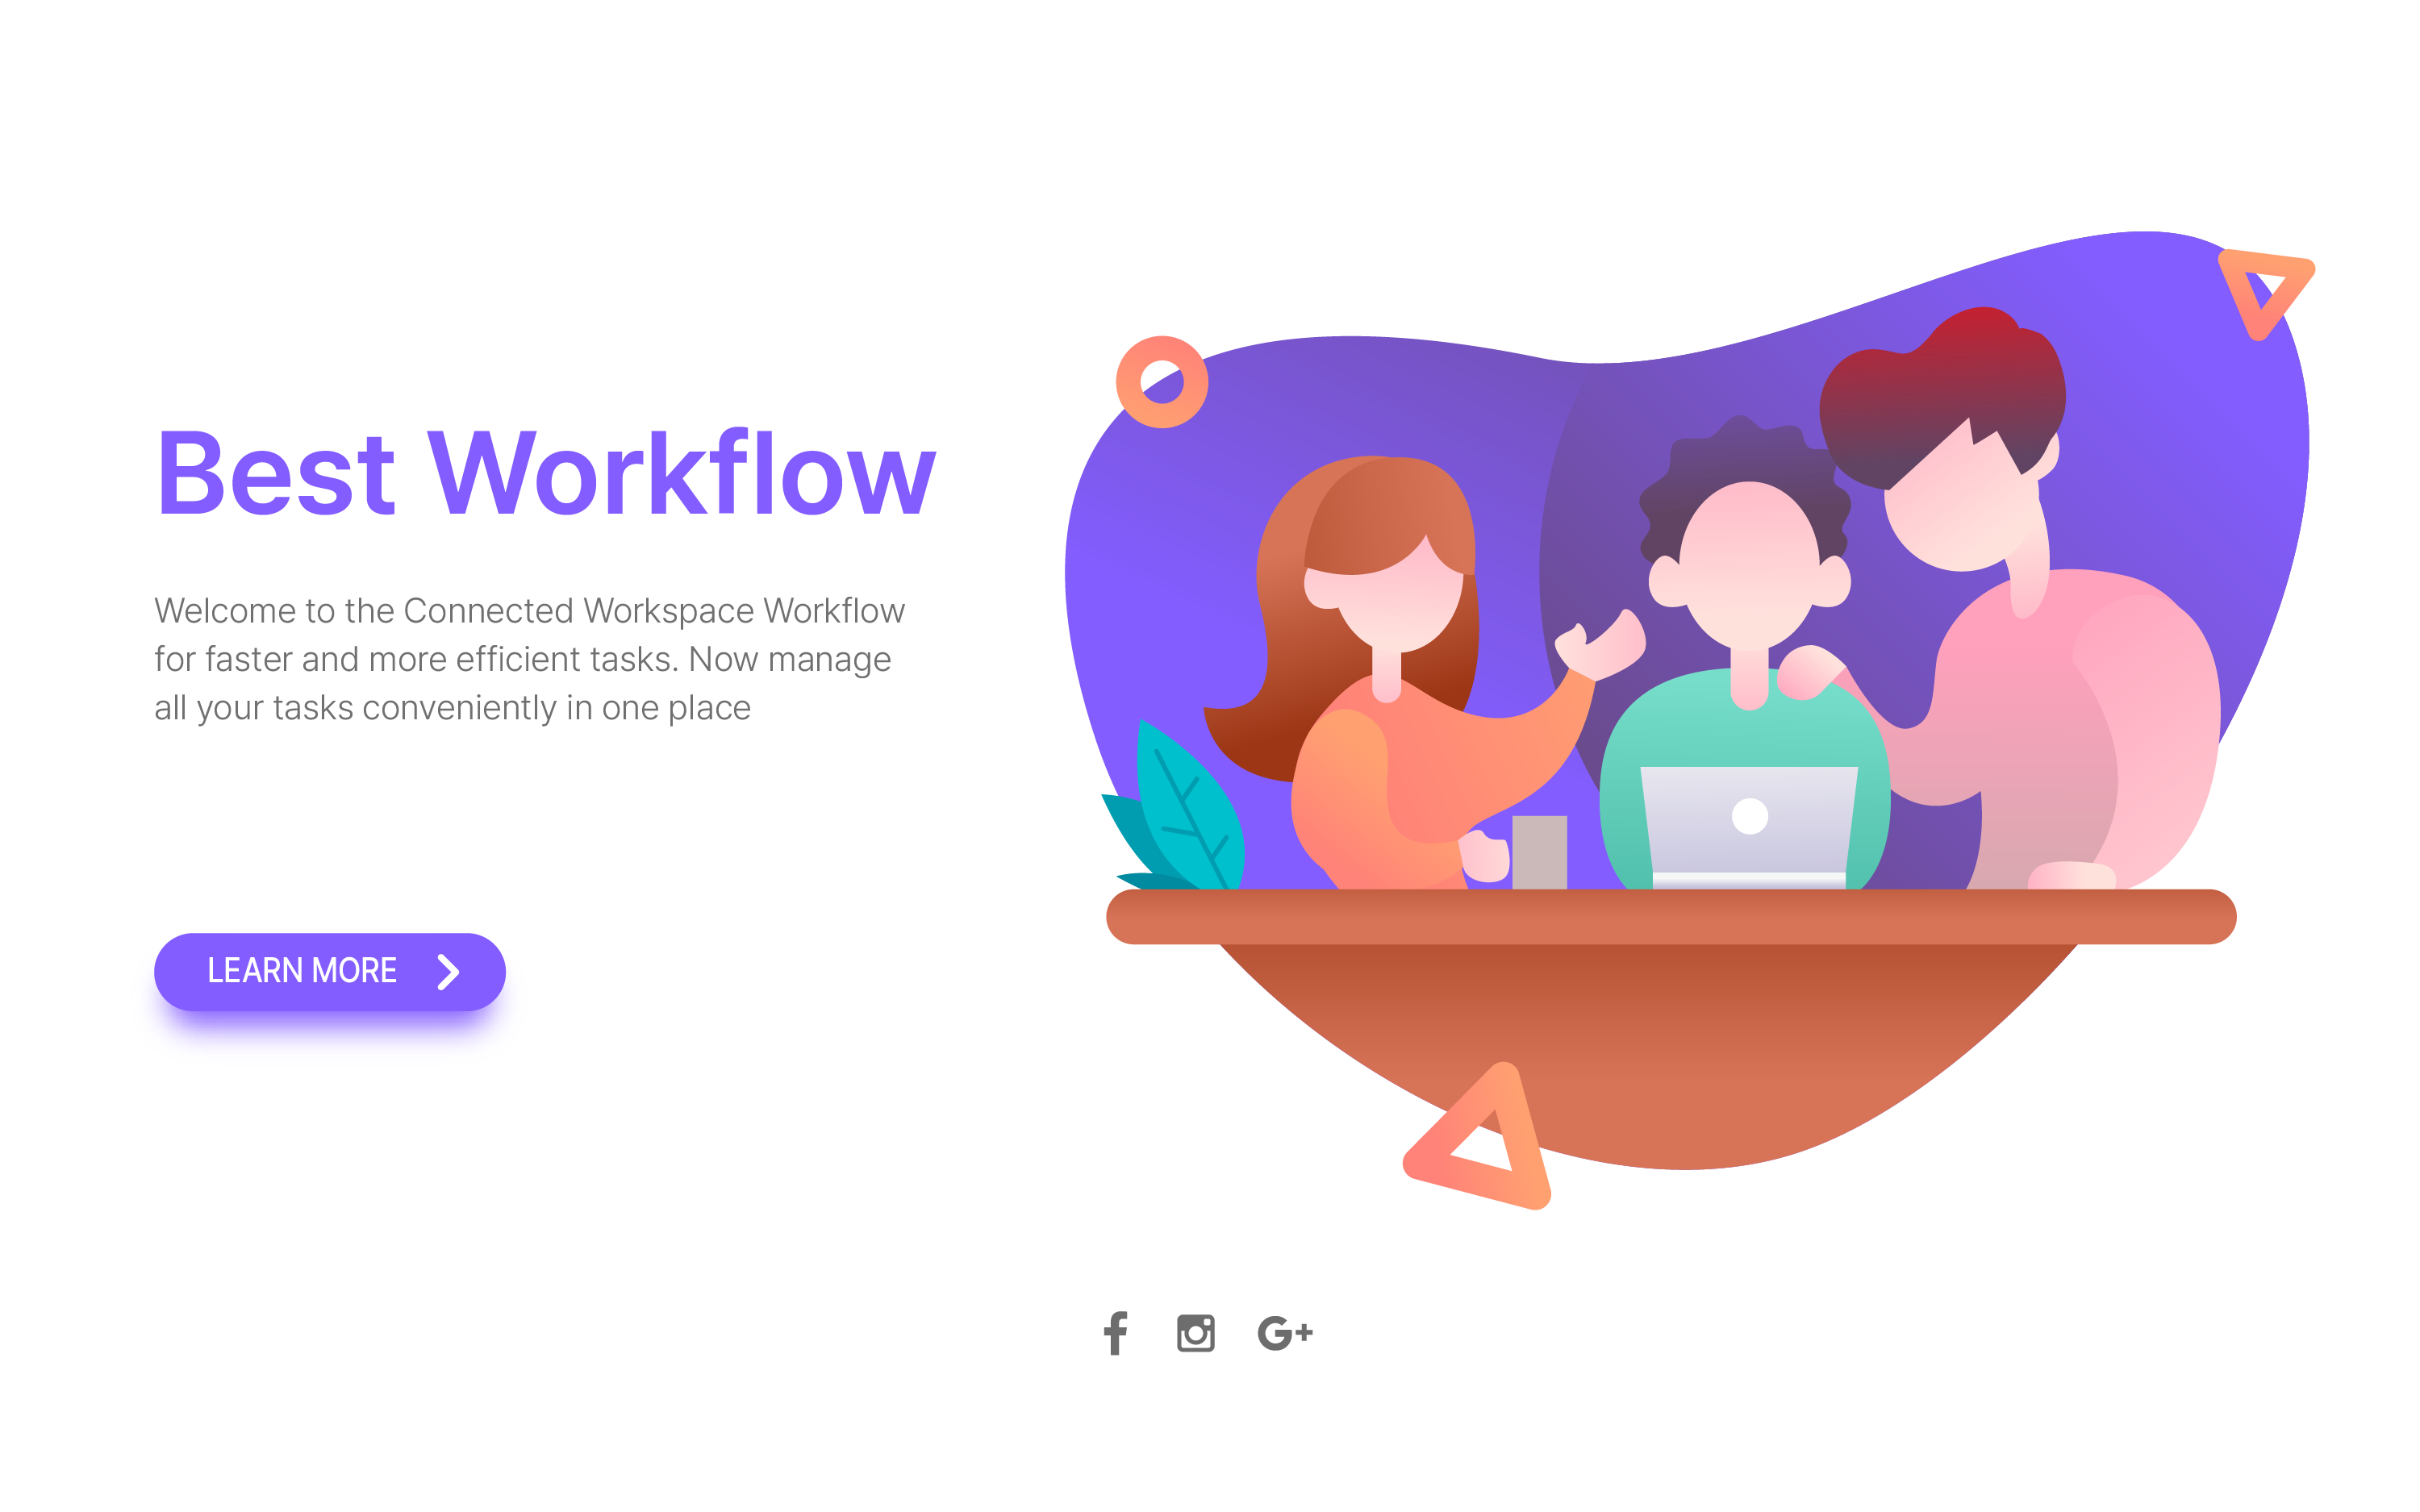 Best Workflow
Welcome to the Connected Workspace Workflow
for faster and more efficient tasks. Now manage
all your tasks conveniently in one place
LEARN MORE